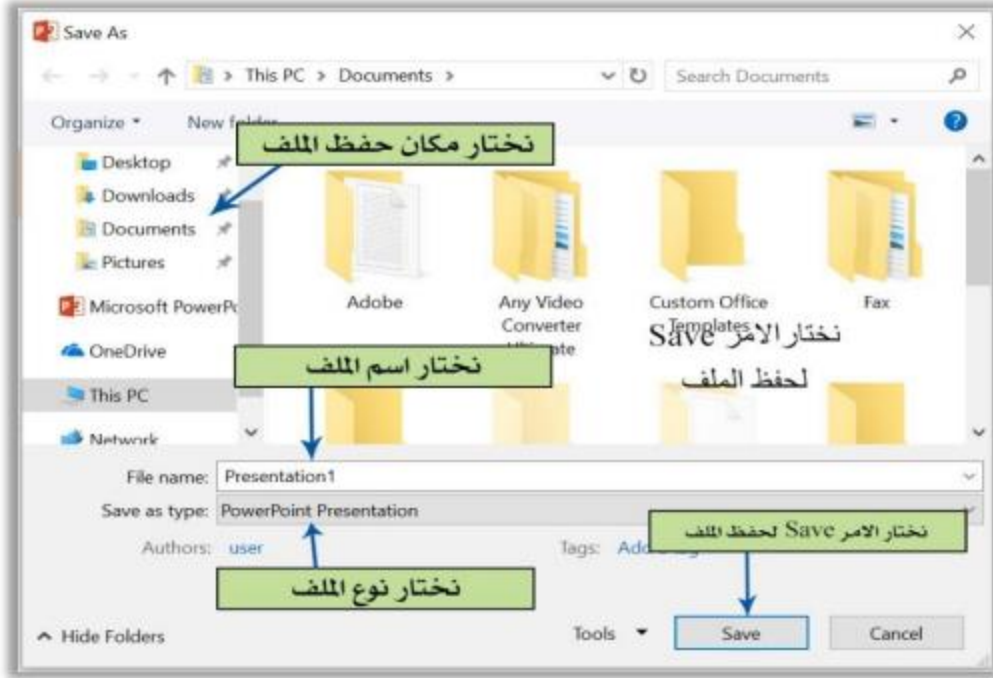 Save As
This PC > Documents >
Search Documents
Organize
New folder
نختار مكان حفظ الملف
Desktop
Downloads
Documents
Pictures
Microsoft PowerPo
OneDrive
This PC
Network
Adobe
Any Video
Converter
Custom Office
Templates
Fax
نختار الامر Save
لحفظ الملف
نختار اسم الملف
File name: Presentation1
Save as type: PowerPoint Presentation
نختار الامر Save لحفظ الملف
Authors: user
Tags:
نختار نوع الملف
Hide Folders
Tools
Save
Cancel